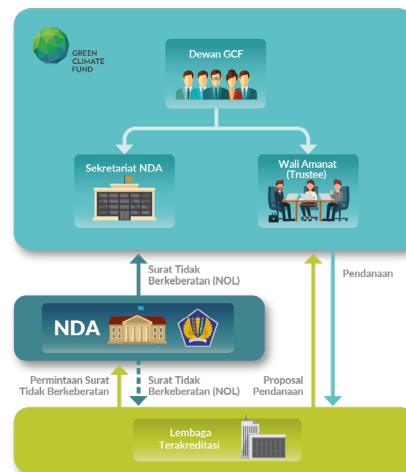 GREEN
CLIMATE
FUND
Dewan GCF
Sekretariat NDA
Wali Amanat
(Trustee)
Surat Tidak
Berkeberatan (NOL)
Pendanaan
NDA
Permintaan Surat
Tidak Berkeberatan
Surat Tidak
Berkeberatan (NOL)
Proposal
Pendanaan
Lembaga
Terakreditasi